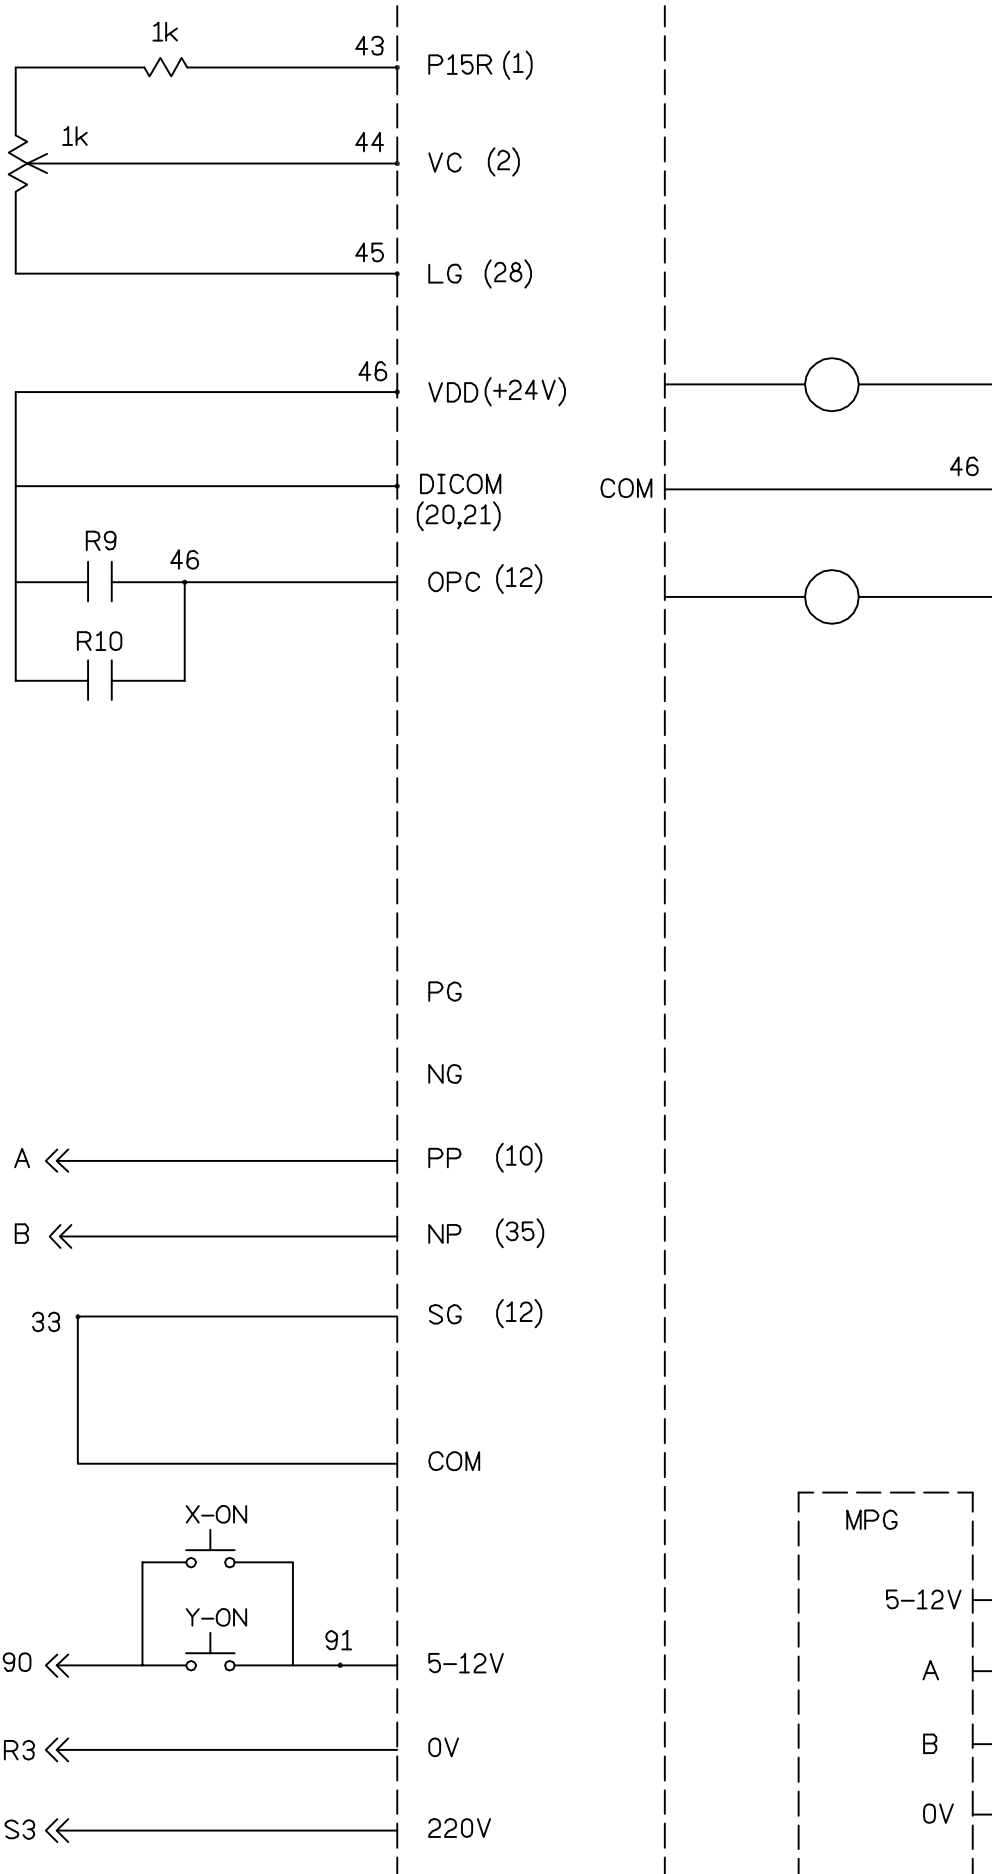 1k
43
P15R (1)
1k
44
VC (2)
45
LG (28)
46
VDD(+24V)
46
DICOM
(20,21)
COM
R9
46
OPC (12)
R10
PG
NG
A
PP (10)
B
NP (35)
33
SG (12)
COM
X-ON
MPG
Y-ON
5-12V
90
91
5-12V
A
R3
0V
B
S3
220V
0V